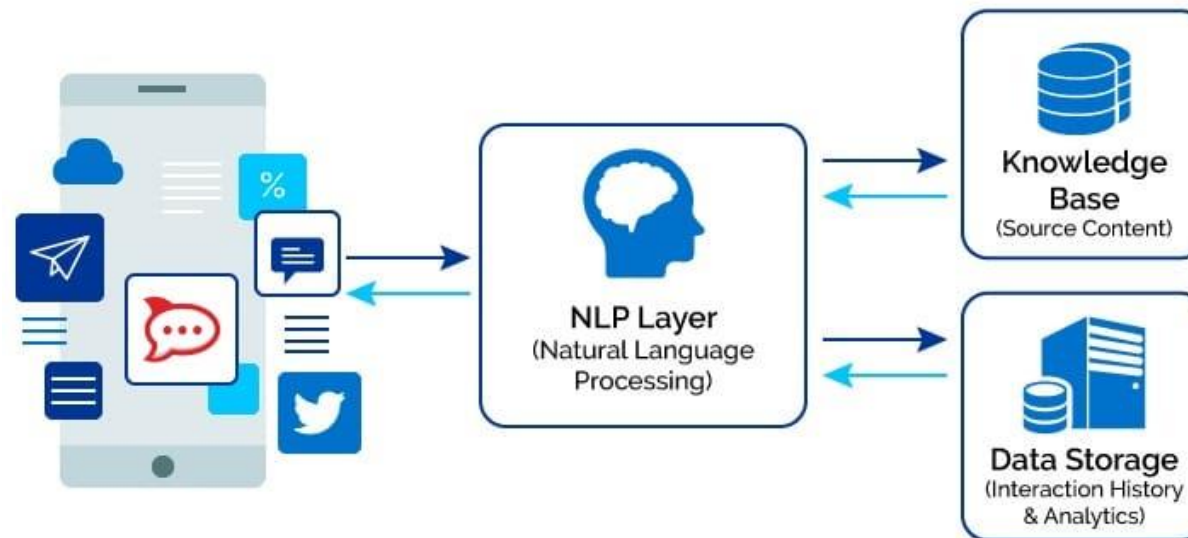 %
NLP Layer
(Natural Language
Processing)
Knowledge
Base
(Source Content)
Data Storage
(Interaction History
& Analytics)